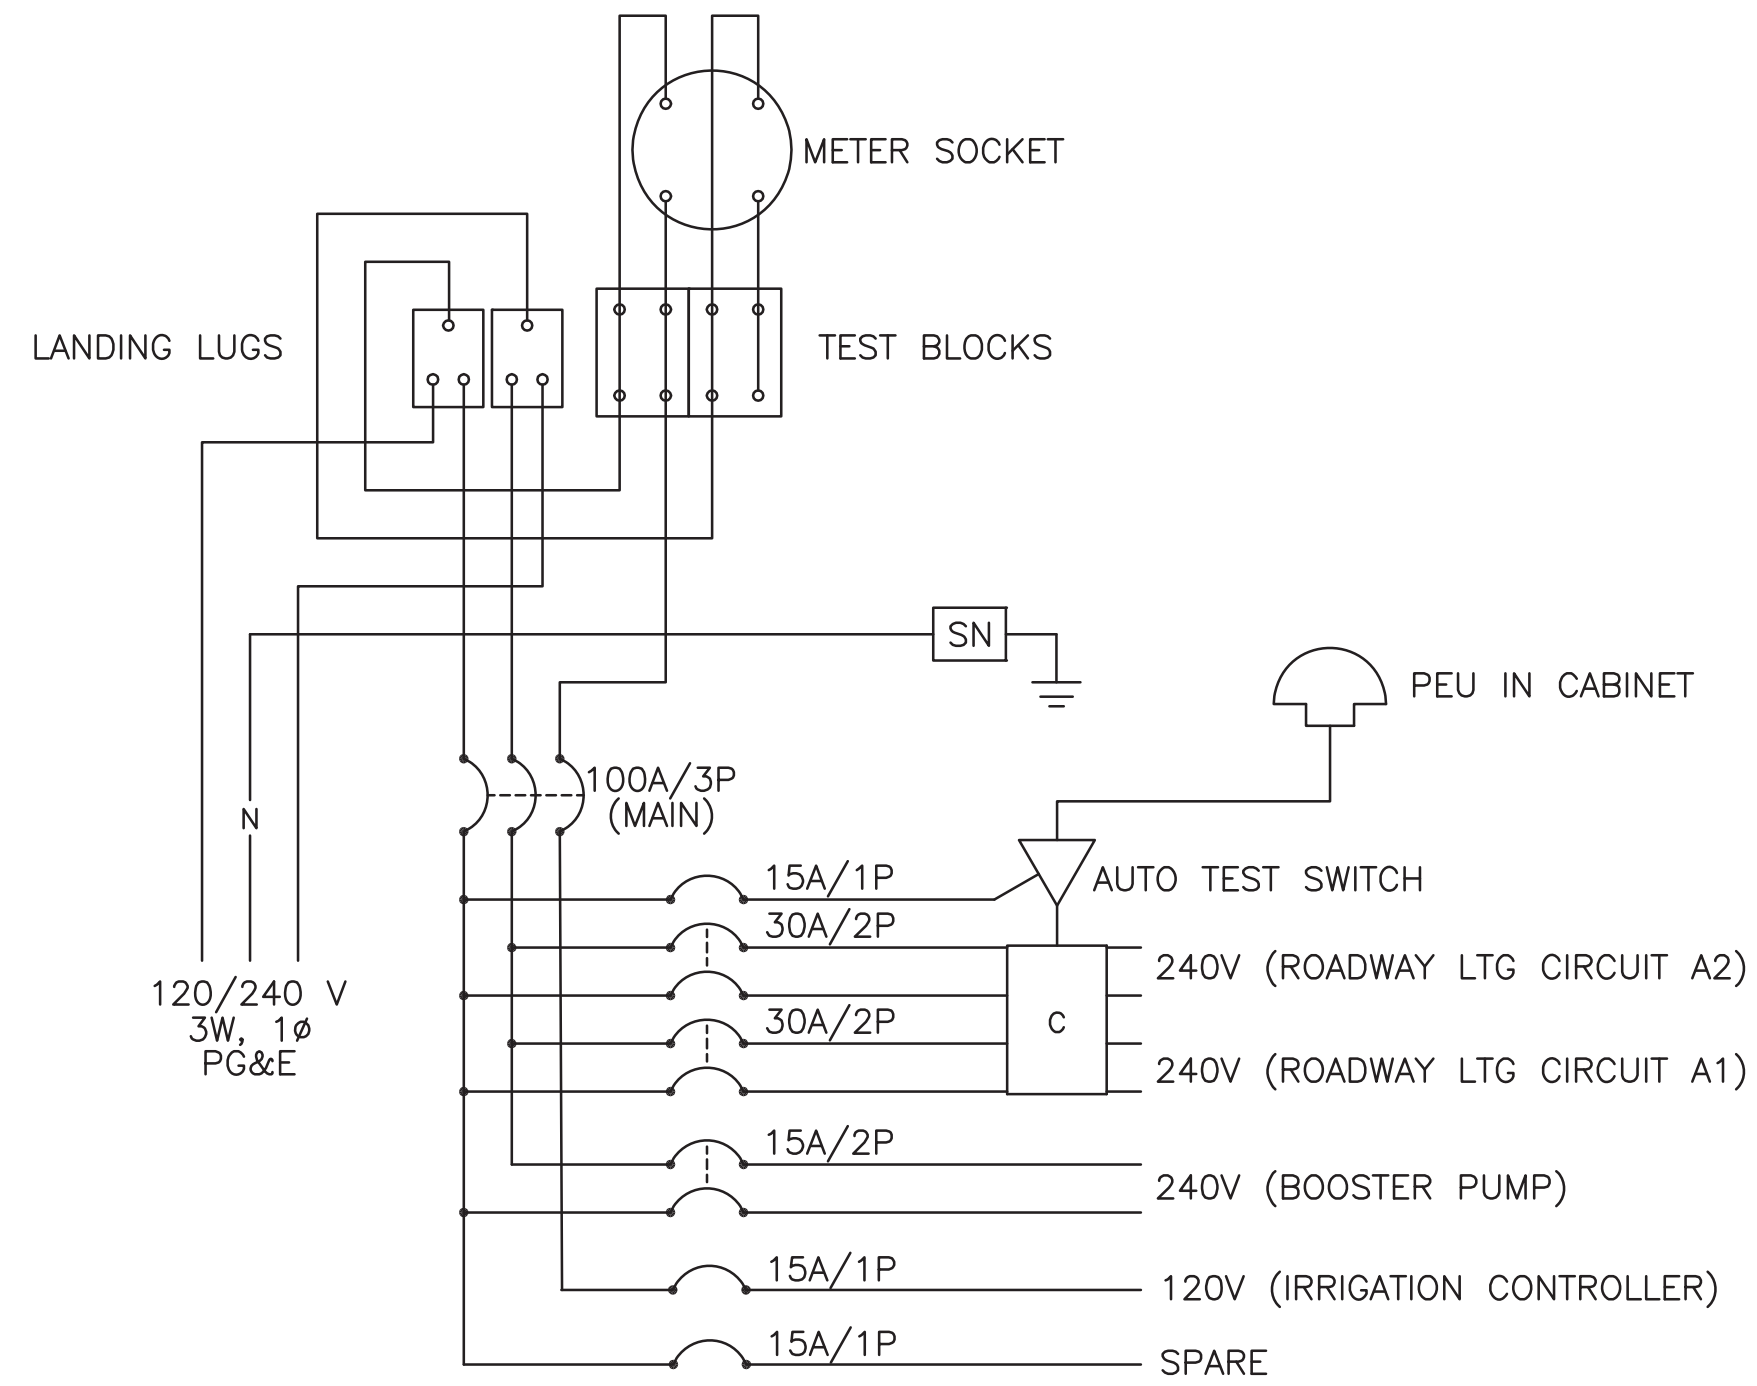 METER SOCKET
LANDING LUGS
TEST BLOCKS
SN
PEU IN CABINET
100A/3P
(MAIN)
N
15A/1P
AUTO TEST SWITCH
30A/2P
240V (ROADWAY LTG CIRCUIT A2)
120/240 V
3W, 1ø
PG&E
30A/2P
C
240V (ROADWAY LTG CIRCUIT A1)
15A/2P
240V (BOOSTER PUMP)
15A/1P
120V (IRRIGATION CONTROLLER)
15A/1P
SPARE